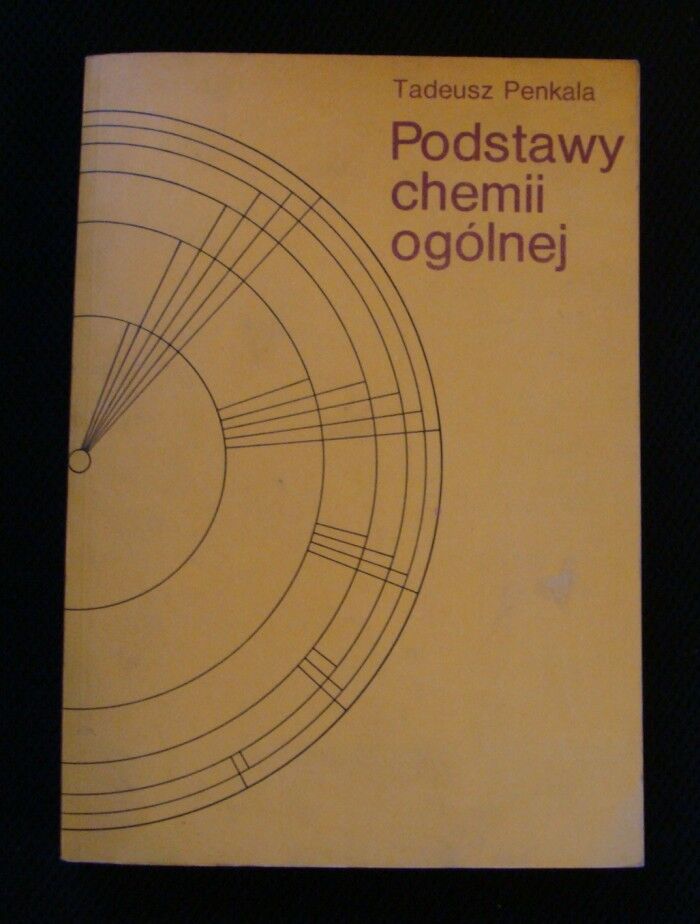 Tadeusz Penkala
Podstawy
chemii
ogólnej